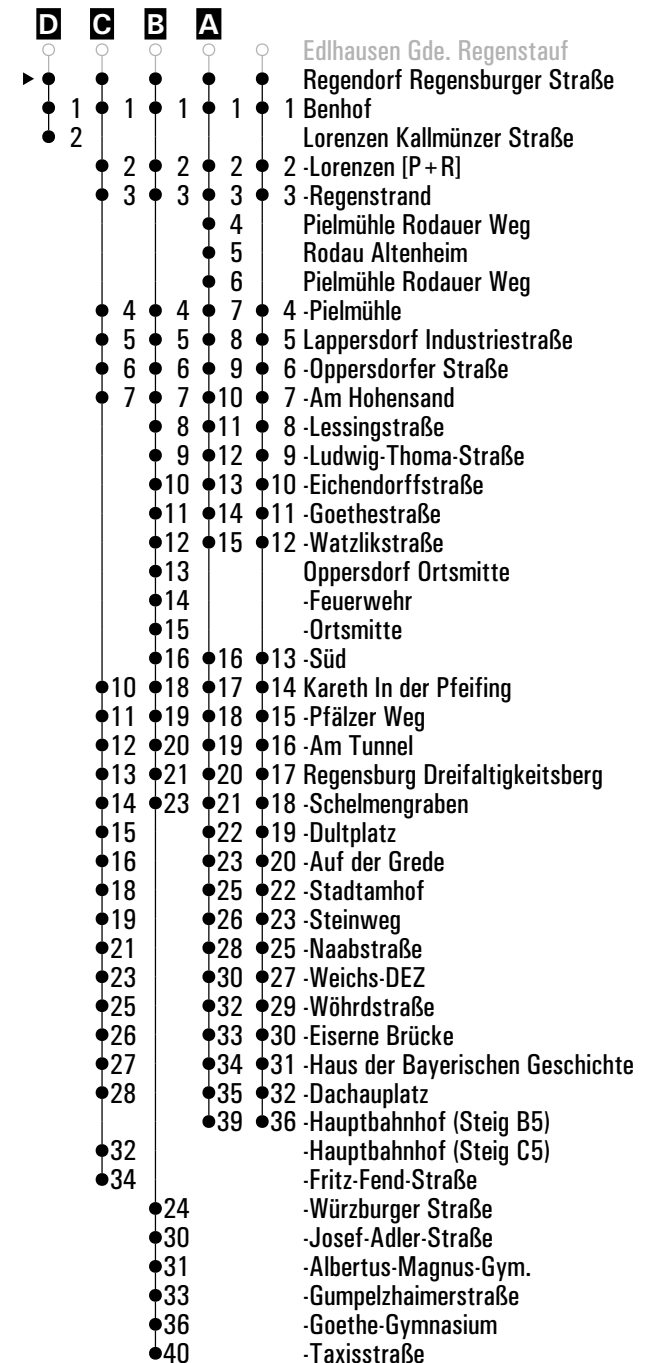 D C B A
Edlhausen Gde. Regenstauf
Regendorf Regensburger Straße
1 1 1 1 1 Benhof
2 Lorenzen Kallmünzer Straße
2 2 2 2 -Lorenzen [P+R]
3 3 3 3 -Regenstrand
4 Pielmühle Rodauer Weg
5 Rodau Altenheim
6 Pielmühle Rodauer Weg
4 4 7 4 -Pielmühle
5 5 8 5 Lappersdorf Industriestraße
6 6 9 6 -Oppersdorfer Straße
7 7 10 7 -Am Hohensand
8 11 8 -Lessingstraße
9 12 9 -Ludwig-Thoma-Straße
10 13 10 -Eichendorffstraße
11 14 11 -Goethestraße
12 15 12 -Watzlikstraße
13 Oppersdorf Ortsmitte
14 -Feuerwehr
15 -Ortsmitte
16 16 13 -Süd
10 18 17 14 Kareth In der Pfeifing
11 19 18 15 -Pfälzer Weg
12 20 19 16 -Am Tunnel
13 21 20 17 Regensburg Dreifaltigkeitsberg
14 23 21 18 -Schelmengraben
15 22 19 -Dultplatz
16 23 20 -Auf der Grede
18 25 22 -Stadtamhof
19 26 23 -Steinweg
21 28 25 -Naabstraße
23 30 27 -Weichs-DEZ
25 32 29 -Wöhrdstraße
26 33 30 -Eiserne Brücke
27 34 31 -Haus der Bayerischen Geschichte
28 35 32 -Dachauplatz
39 36 -Hauptbahnhof (Steig B5)
32 -Hauptbahnhof (Steig C5)
34 -Fritz-Fend-Straße
24 -Würzburger Straße
30 -Josef-Adler-Straße
31 -Albertus-Magnus-Gym.
33 -Gumpelzhaimerstraße
36 -Goethe-Gymnasium
40 -Taxisstraße